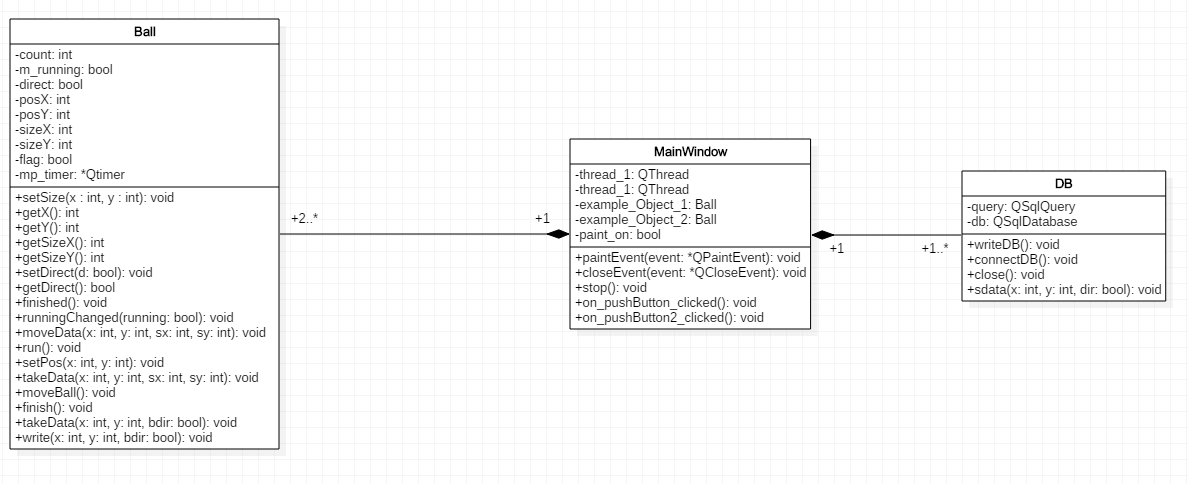 Ball
-count: int
-m_running: bool
-direct: bool
-posX: int
-posY: int
-sizeX: int
-sizeY: int
-flag: bool
-mp_timer: *Qtimer
+setSize(x : int, y : int): void
+getX(): int
+getY(): int
+getSizeX(): int
+getSizeY(): int
+setDirect(d: bool): void
+getDirect(): bool
+finished(): void
+runningChanged(running: bool): void
+moveData(x: int, y: int, sx: int, sy: int): void
+run(): void
+setPos(x: int, y: int): void
+takeData(x: int, y: int, sx: int, sy: int): void
+moveBall(): void
+finish(): void
+takeData(x: int, y: int, bdir: bool): void
+write(x: int, y: int, bdir: bool): void
+2..*
+1
MainWindow
-thread_1: QThread
-thread_1: QThread
-example_Object_1: Ball
-example_Object_2: Ball
-paint_on: bool
+paintEvent(event: *QPaintEvent): void
+closeEvent(event: *QCloseEvent): void
+stop(): void
+on_pushButton_clicked(): void
+on_pushButton2_clicked(): void
+1
+1..*
DB
-query: QSqlQuery
-db: QSqlDatabase
+writeDB(): void
+connectDB(): void
+close(): void
+sdata(x: int, y: int, dir: bool): void